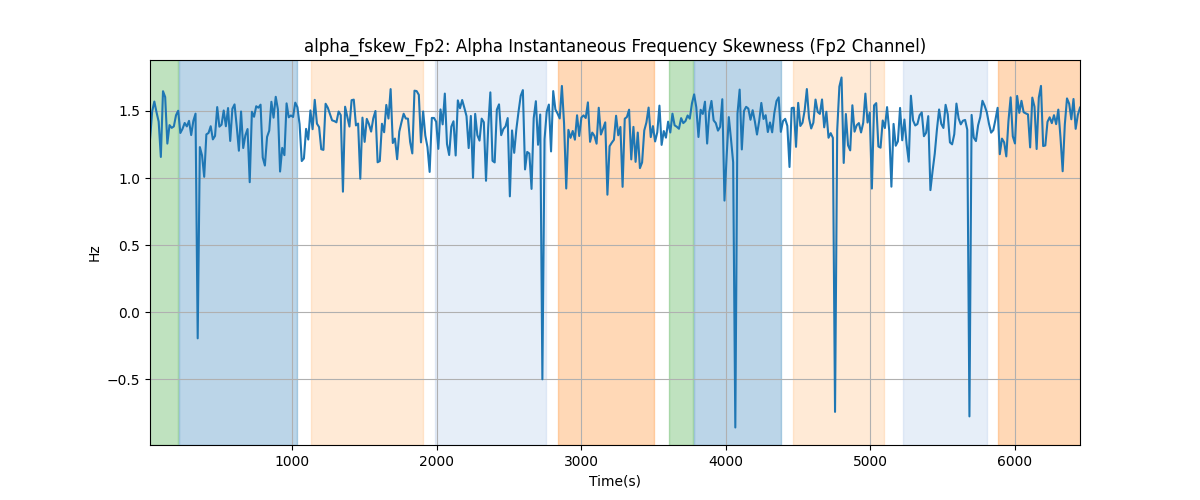 alpha_fskew_Fp2: Alpha Instantaneous Frequency Skewness (Fp2 Channel)
1.5
1.0
0.5
0.0
−0.5
Hz
1000 2000 3000 4000 5000 6000
Time(s)